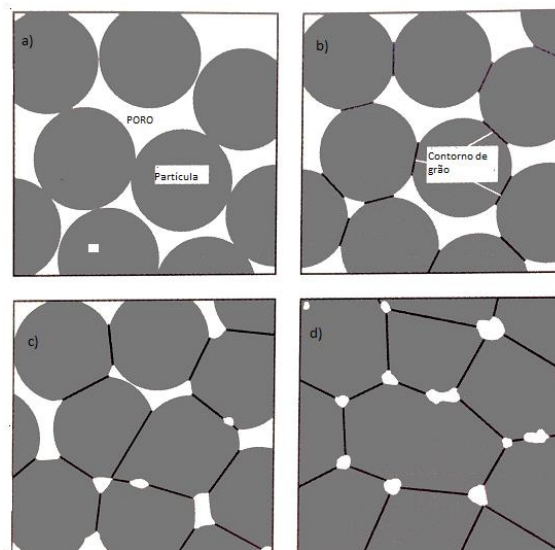 a)
PORO
Partícula
b)
Contorno de
grão
c)
d)